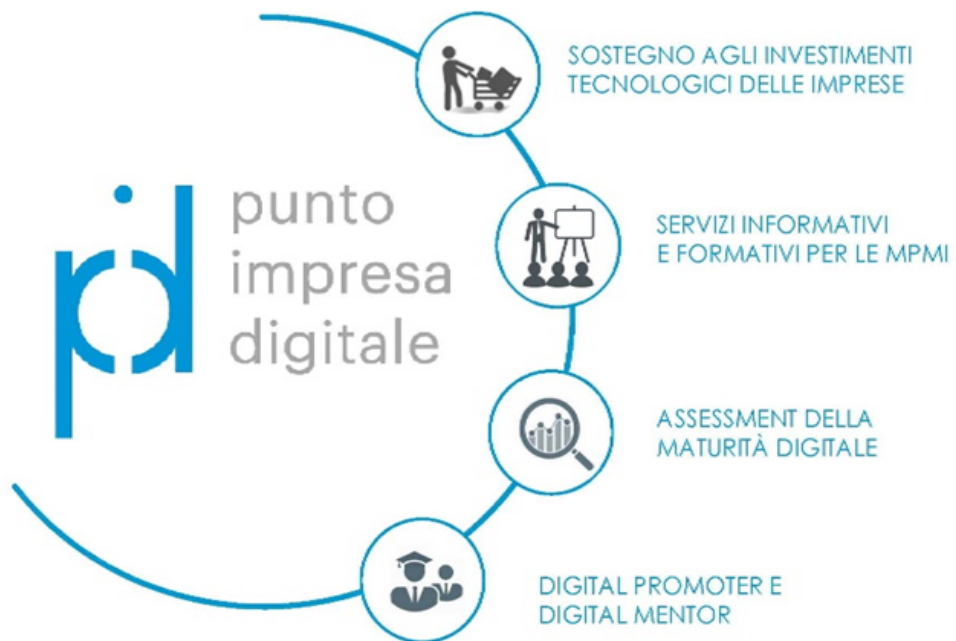 SOSTEGNO AGLI INVESTIMENTI
TECNOLOGICI DELLE IMPRESE
pid
punto
impresa
digitale
SERVIZI INFORMATIVI
E FORMATIVI PER LE MPMI
ASSESSMENT DELLA
MATURITÀ DIGITALE
DIGITAL PROMOTER E
DIGITAL MENTOR